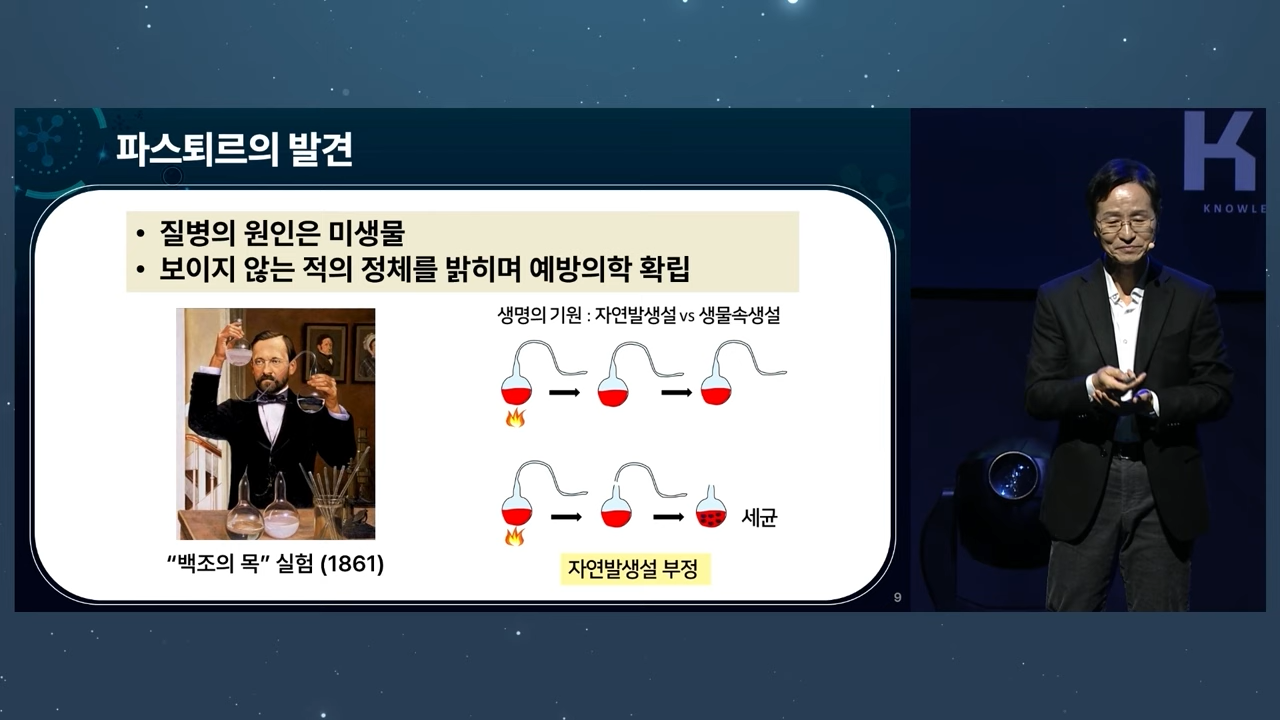 파스퇴르의 발견
• 질병의 원인은 미생물
• 보이지 않는 적의 정체를 밝히며 예방의학 확립
생명의 기원 : 자연발생설 vs 생물속생설
세균
“백조의 목” 실험 (1861)
자연발생설 부정
9
K
KNOWLE